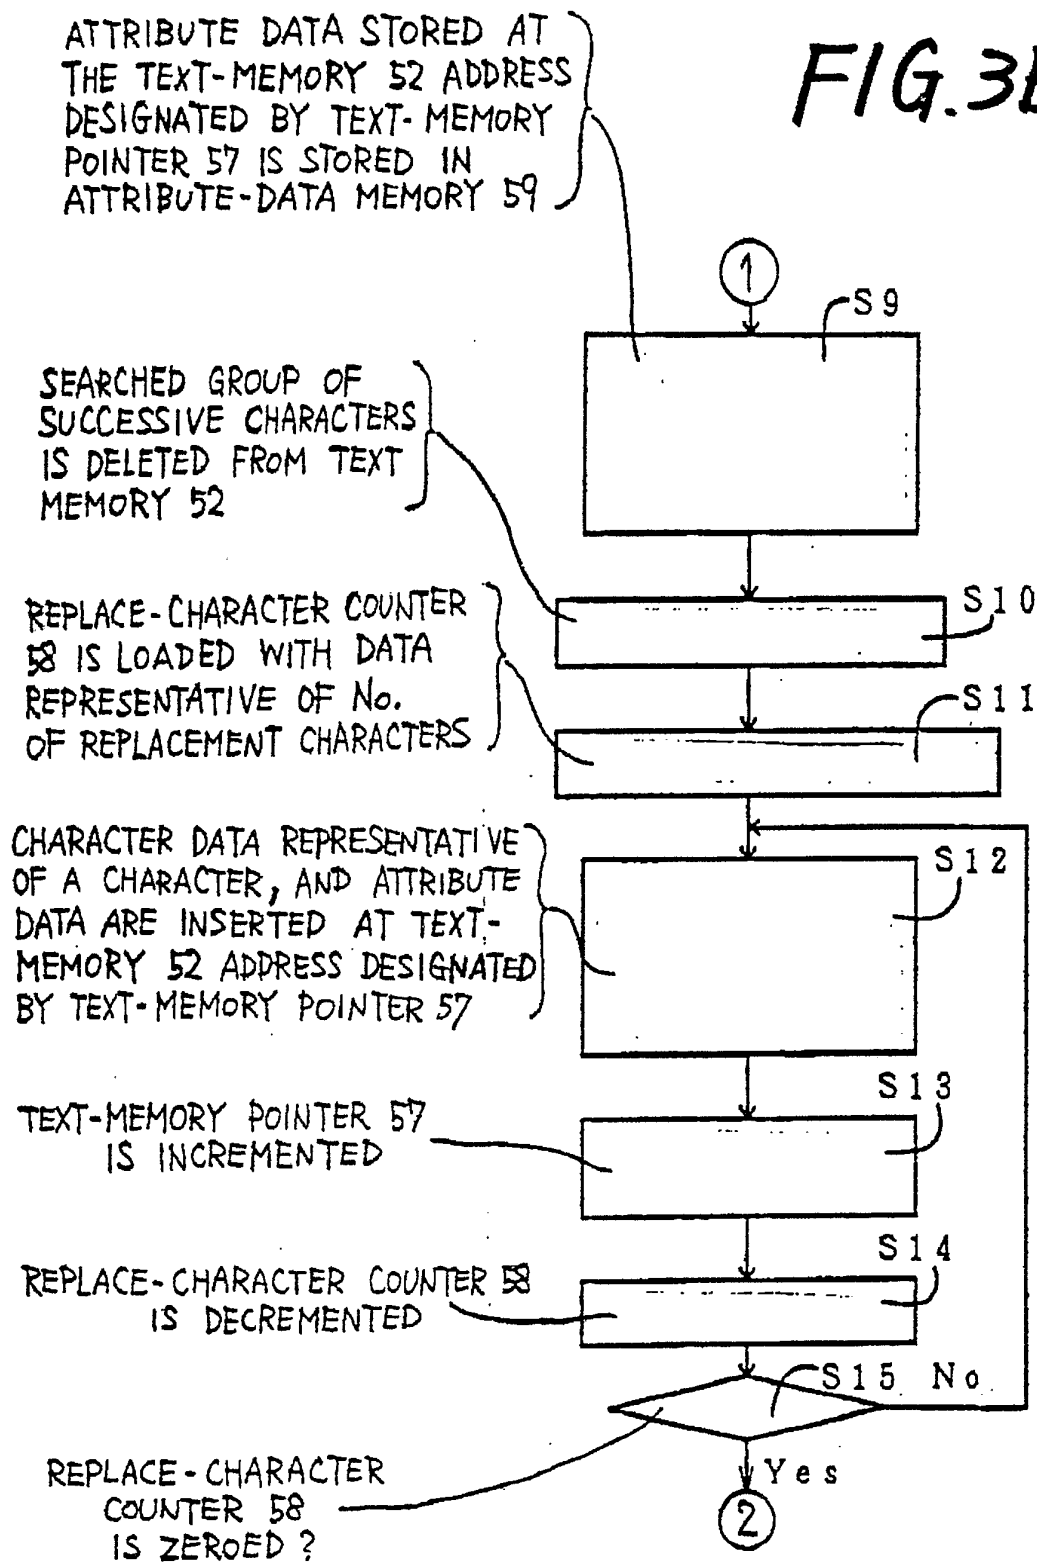 FIG.3B
ATTRIBUTE DATA STORED AT
THE TEXT-MEMORY 52 ADDRESS
DESIGNATED BY TEXT-MEMORY
POINTER 57 IS STORED IN
ATTRIBUTE-DATA MEMORY 59
1
S9
SEARCHED GROUP OF
SUCCESSIVE CHARACTERS
IS DELETED FROM TEXT
MEMORY 52
S10
REPLACE-CHARACTER COUNTER
58 IS LOADED WITH DATA
REPRESENTATIVE OF No.
OF REPLACEMENT CHARACTERS
S11
CHARACTER DATA REPRESENTATIVE
OF A CHARACTER, AND ATTRIBUTE
DATA ARE INSERTED AT TEXT-
MEMORY 52 ADDRESS DESIGNATED
BY TEXT-MEMORY POINTER 57
S12
TEXT-MEMORY POINTER 57
IS INCREMENTED
S13
REPLACE-CHARACTER COUNTER 58
IS DECREMENTED
S14
S15 No
REPLACE-CHARACTER
COUNTER 58
IS ZEROED?
Yes
2